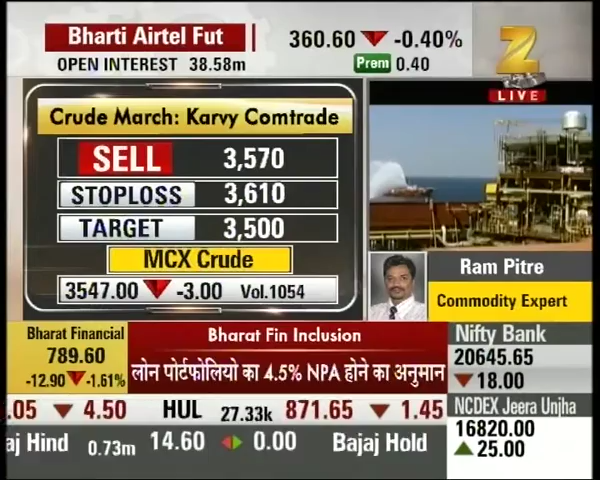 Bharti Airtel Fut
OPEN INTEREST 38.58m
360.60 -0.40%
Prem 0.40
Z
LIVE
Crude March: Karvy Comtrade
SELL 3,570
STOPLOSS 3,610
TARGET 3,500
MCX Crude
3547.00 -3.00 Vol.1054
Ram Pitre
Commodity Expert
Bharat Financial
789.60
-12.90 -1.61%
Bharat Fin Inclusion
लोन पोर्टफोलियो का 4.5% NPA होने का अनुमान
Nifty Bank
20645.65
18.00
.05 4.50 HUL 27.33k 871.65 1.45
NCDEX Jeera Unjha
16820.00
25.00
aj Hind 0.73m 14.60 0.00 Bajaj Hold